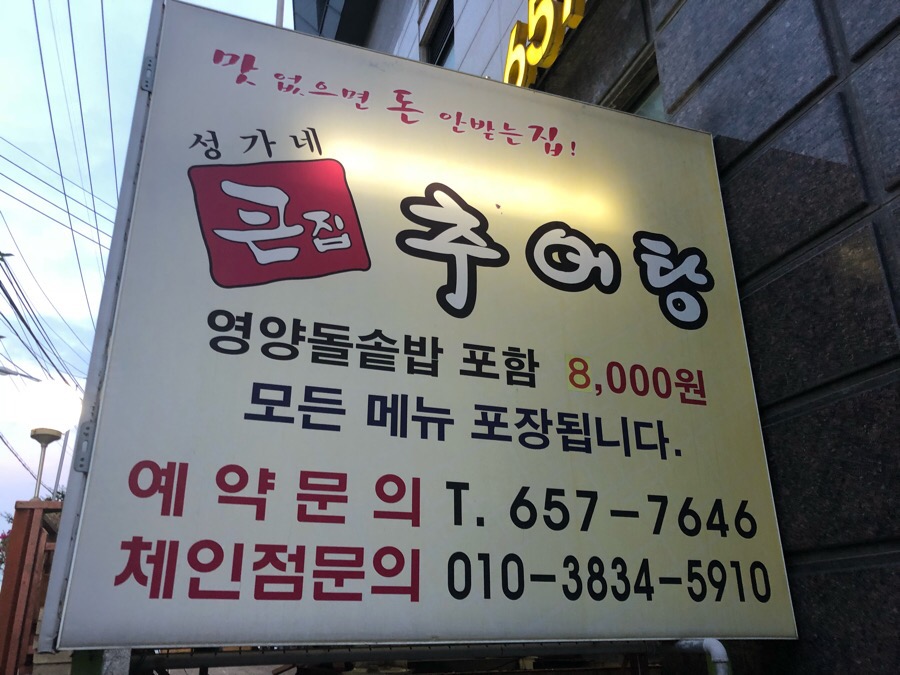 맛 없으면 돈 안받는집!
성가네
큰집 추어탕
영양돌솥밥 포함 8,000원
모든 메뉴 포장됩니다.
예약문의 T. 657-7646
체인점문의 010-3834-5910
657